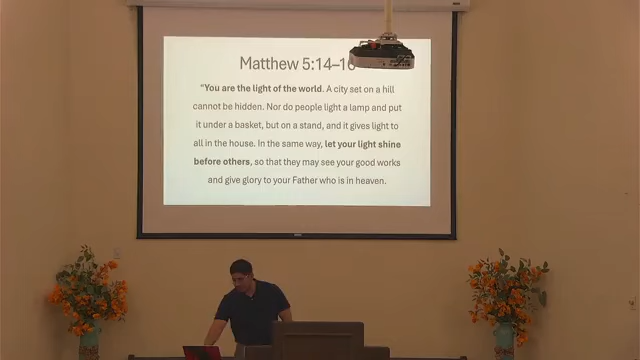 Matthew 5:14–16
"You are the light of the world. A city set on a hill
cannot be hidden. Nor do people light a lamp and put
it under a basket, but on a stand, and it gives light to
all in the house. In the same way, let your light shine
before others, so that they may see your good works
and give glory to your Father who is in heaven.